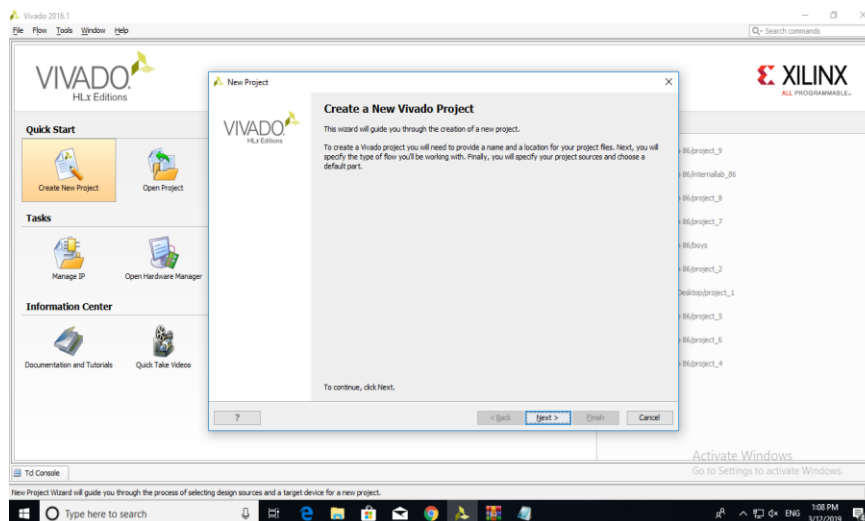 Vivado 2016.1
File Flow Tools Window Help
Q- Search commands
VIVADO
HLx Editions
XILINX
ALL PROGRAMMABLE.
Quick Start
Create New Project
Open Project
Tasks
Manage IP
Open Hardware Manager
Information Center
Documentation and Tutorials
Quick Take Videos
New Project
VIVADO
HLx Editions
Create a New Vivado Project
This wizard will guide you through the creation of a new project.
To create a Vivado project you will need to provide a name and a location for your project files. Next, you will
specify the type of flow you'll be working with. Finally, you will specify your project sources and choose a
default part.
To continue, click Next.
?
< Back
Next >
Finish
Cancel
86/project_9
86/internallab_86
86/project_8
86/project_7
86/boys
86/project_2
Desktop/project_1
86/project_5
86/project_6
86/project_4
Activate Windows
Go to Settings to activate Windows.
Tcl Console
New Project Wizard will guide you through the process of selecting design sources and a target device for a new project.
Type here to search
ENG
1:08 PM
3/12/2019